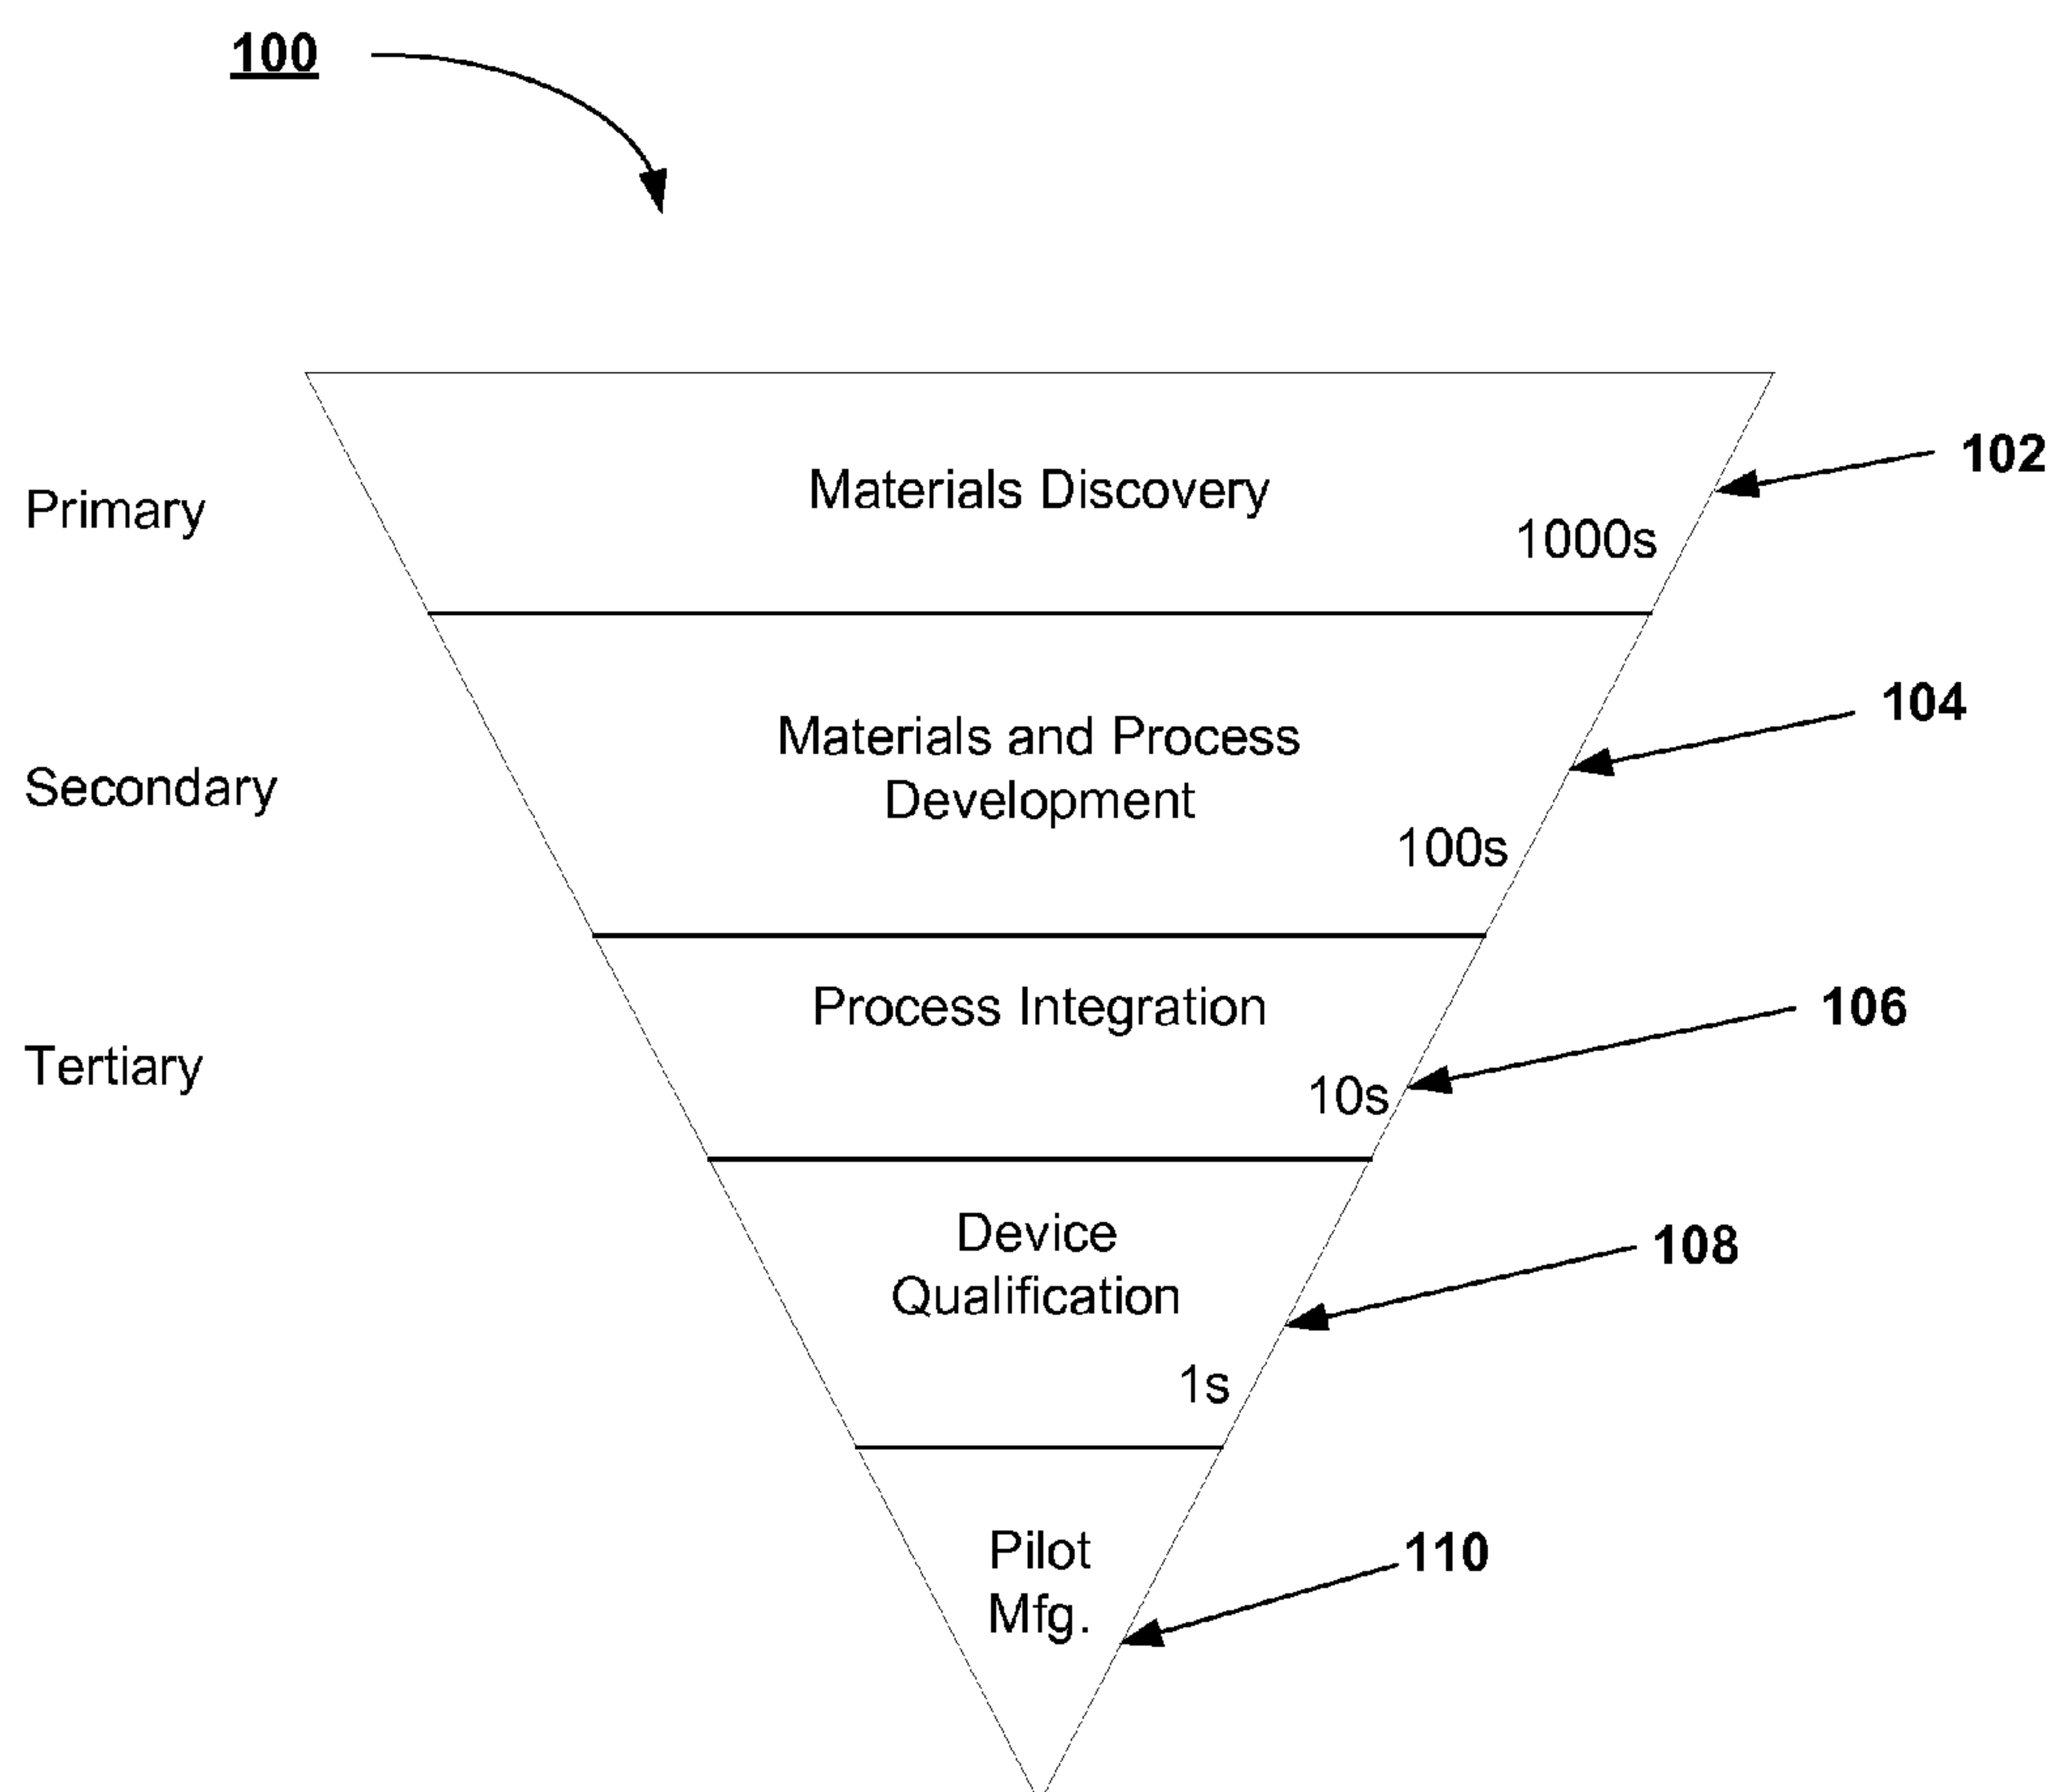 100
102
Materials Discovery
Primary
1000s
104
Materials and Process
Secondary
Development
100s
106
Process Integration
Tertiary
10s
108
Device
Qualification
1s
110
Pilot
Mfg.